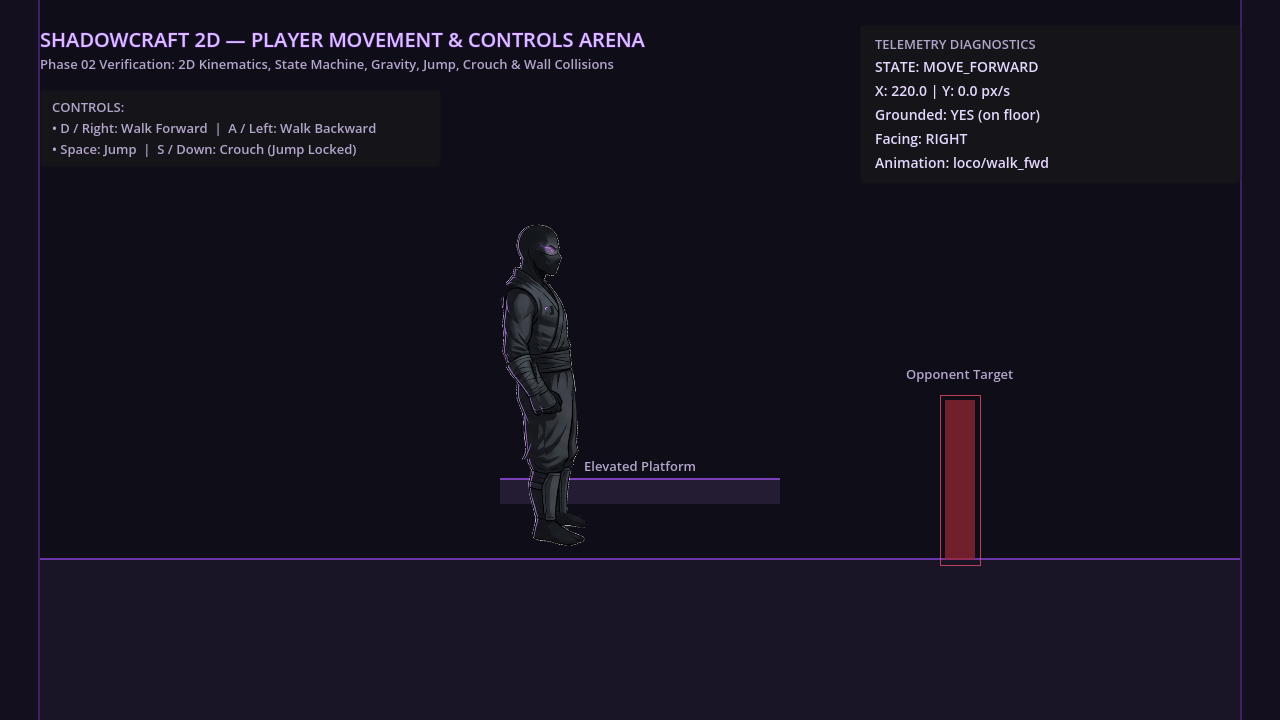 SHADOWCRAFT 2D — PLAYER MOVEMENT & CONTROLS ARENA
Phase 02 Verification: 2D Kinematics, State Machine, Gravity, Jump, Crouch & Wall Collisions
CONTROLS:
• D / Right: Walk Forward | A / Left: Walk Backward
• Space: Jump | S / Down: Crouch (Jump Locked)
TELEMETRY DIAGNOSTICS
STATE: MOVE_FORWARD
X: 220.0 | Y: 0.0 px/s
Grounded: YES (on floor)
Facing: RIGHT
Animation: loco/walk_fwd
Opponent Target
Elevated Platform